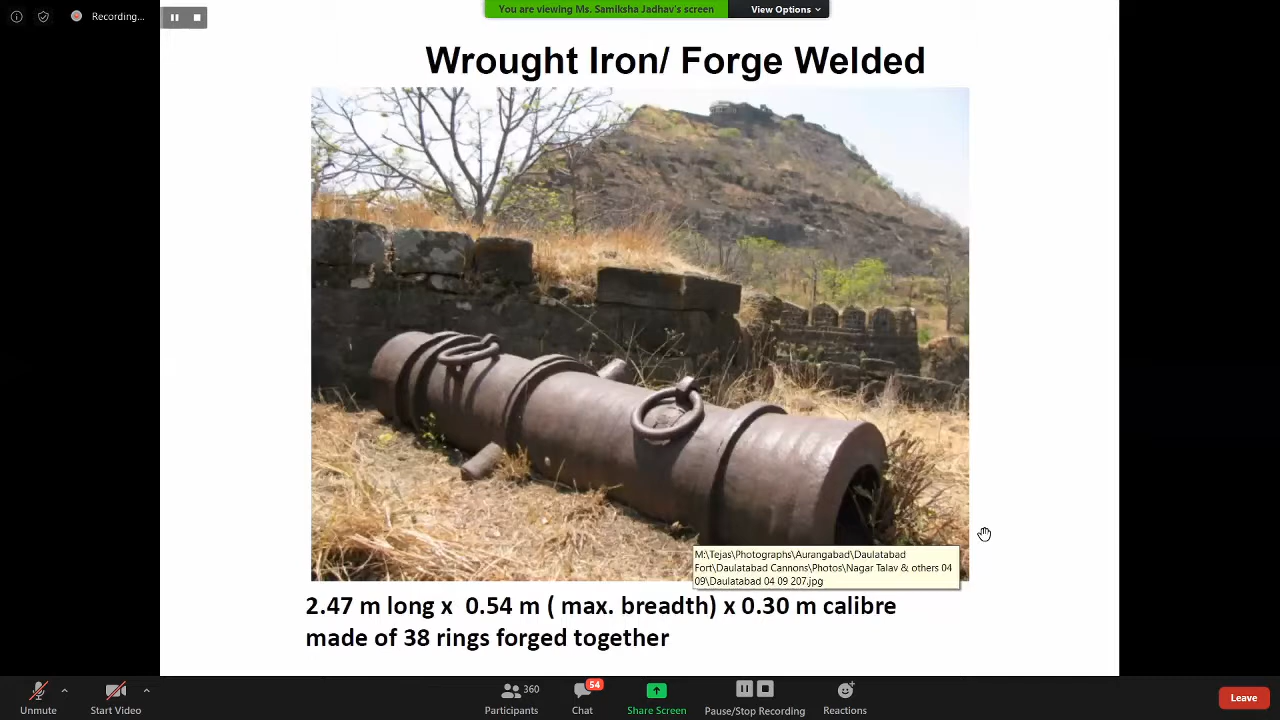 Recording...
You are viewing Ms. Samiksha Jadhav's screen
View Options
Wrought Iron/ Forge Welded
M:\Tejas\Photographs\Aurangabad\Daulatabad
Fort\Daulatabad Cannons\Photos\Nagar Talav & others 04
09\Daulatabad 04 09 207.jpg
2.47 m long x  0.54 m ( max. breadth) x 0.30 m calibre
made of 38 rings forged together
Unmute
Start Video
360
Participants
54
Chat
Share Screen
Pause/Stop Recording
Reactions
Leave